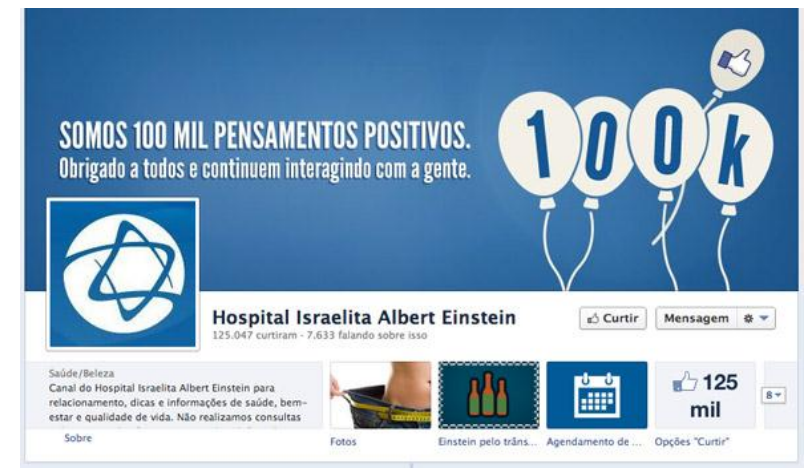 SOMOS 100 MIL PENSAMENTOS POSITIVOS.
Obrigado a todos e continuem interagindo com a gente.
100k
Hospital Israelita Albert Einstein
125.047 curtiram - 7.633 falando sobre isso
Curtir
Mensagem
Saúde/Beleza
Canal do Hospital Israelita Albert Einstein para
relacionamento, dicas e informações de saúde, bem-
estar e qualidade de vida. Não realizamos consultas
Sobre
Fotos
Einstein pelo trâns...
Agendamento de ...
125
mil
Opções "Curtir"
8